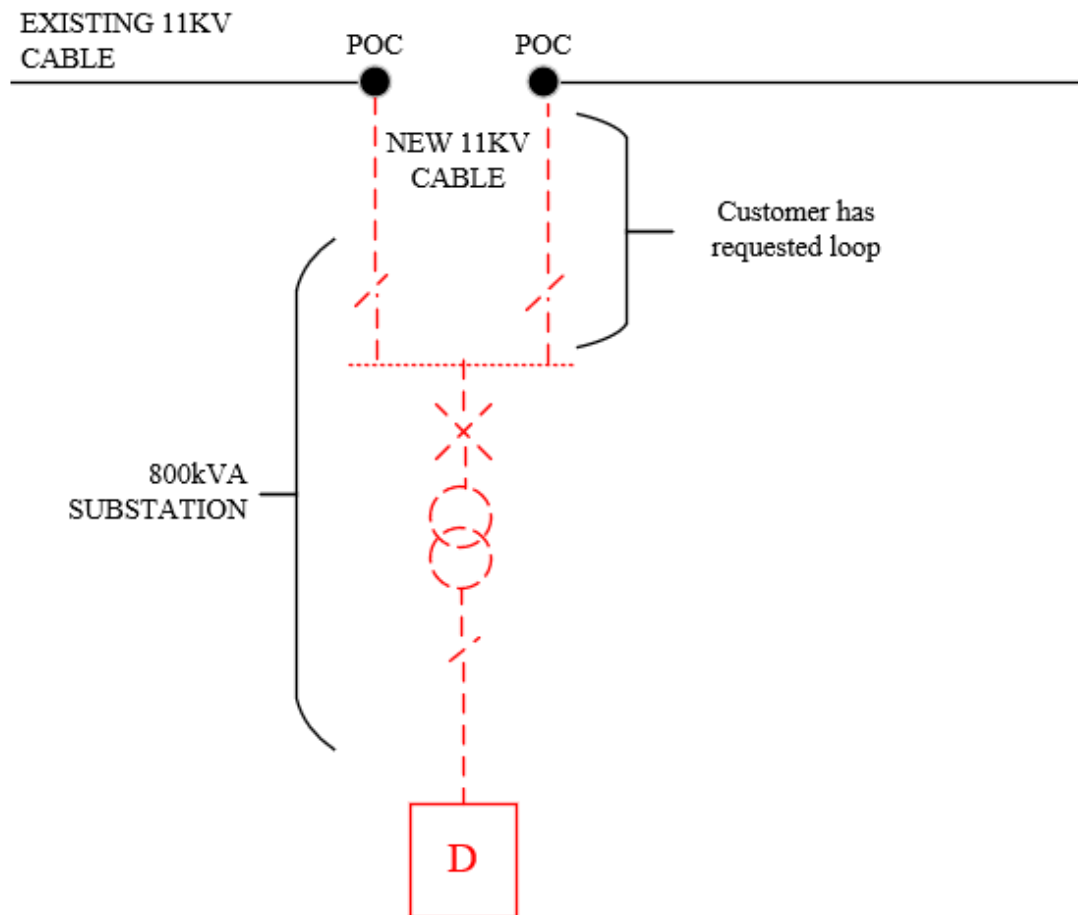 EXISTING 11KV
CABLE
POC
POC
NEW 11KV
CABLE
Customer has
requested loop
800kVA
SUBSTATION
D